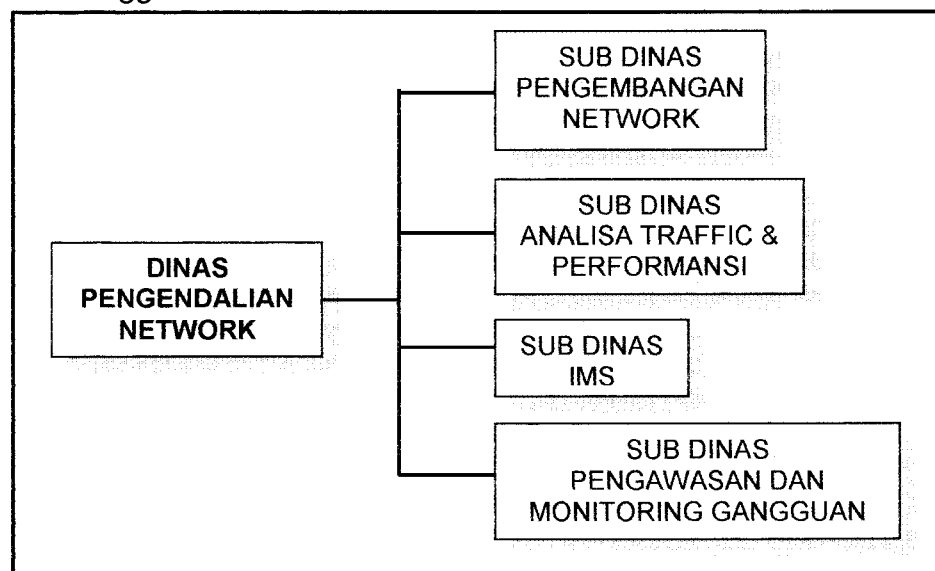 SUB DINAS
PENGEMBANGAN
NETWORK
SUB DINAS
ANALISA TRAFFIC &
PERFORMANSI
DINAS
PENGENDALIAN
NETWORK
SUB DINAS
IMS
SUB DINAS
PENGAWASAN DAN
MONITORING GANGGUAN